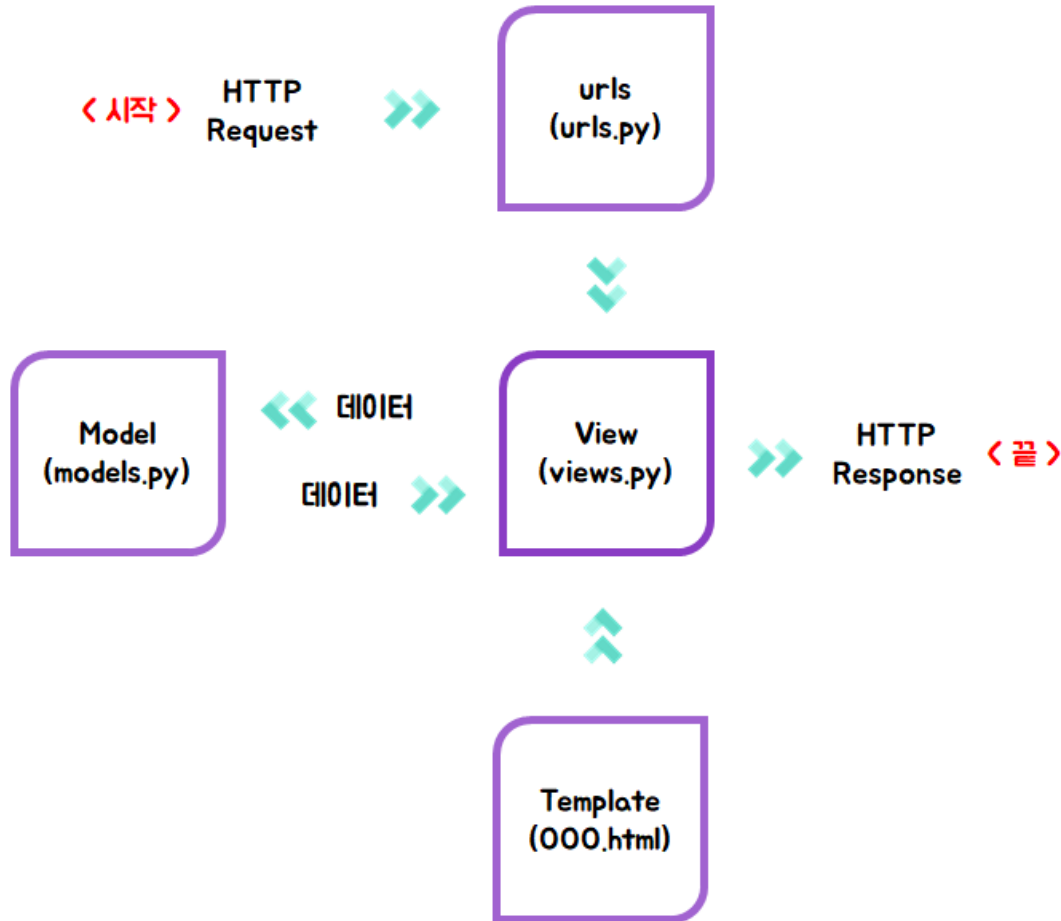 < 시작 >
HTTP
Request
urls
(urls.py)
Model
(models.py)
데이터
데이터
View
(views.py)
HTTP
Response
< 끝 >
Template
(000.html)